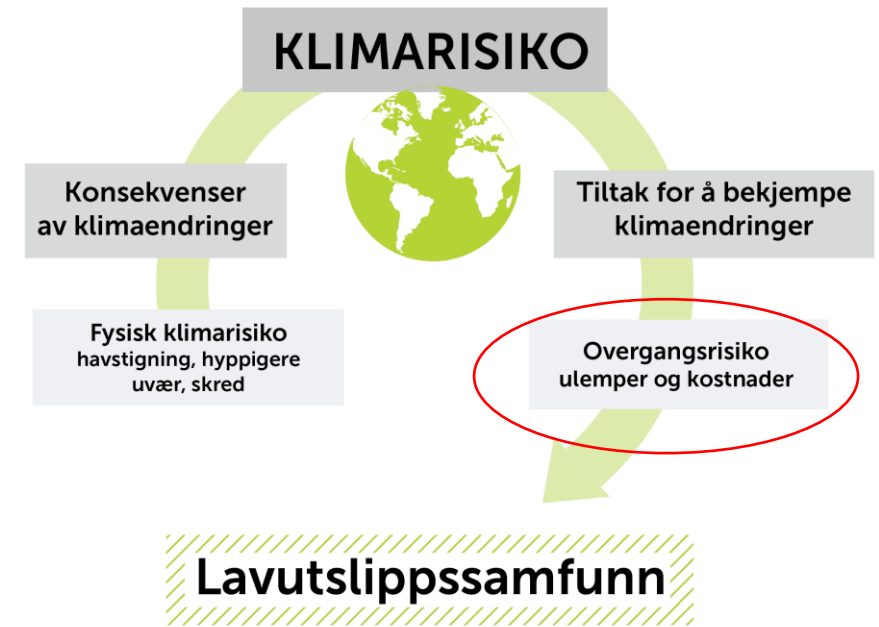 KLIMARISIKO
Konsekvenser
av klimaendringer
Tiltak for å bekjempe
klimaendringer
Fysisk klimarisiko
havstigning, hyppigere
uvær, skred
Overgangsrisiko
ulemper og kostnader
Lavutslippssamfunn